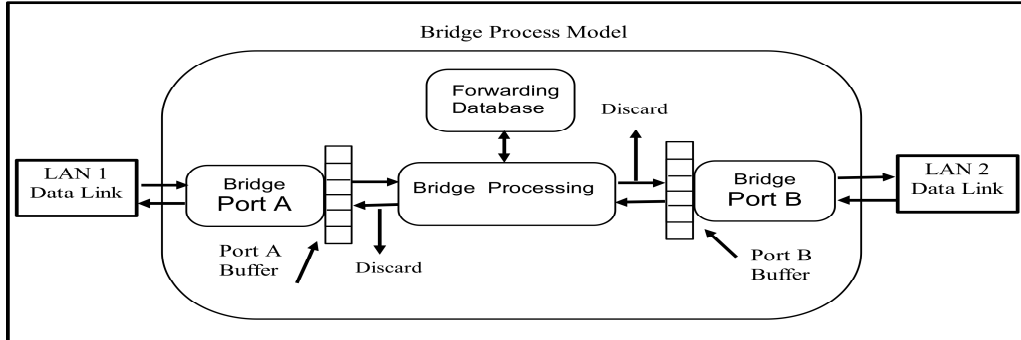 Bridge Process Model
Forwarding
Database
Discard
LAN 1
Data Link
Bridge
Port A
Bridge Processing
Bridge
Port B
LAN 2
Data Link
Port A
Buffer
Discard
Port B
Buffer